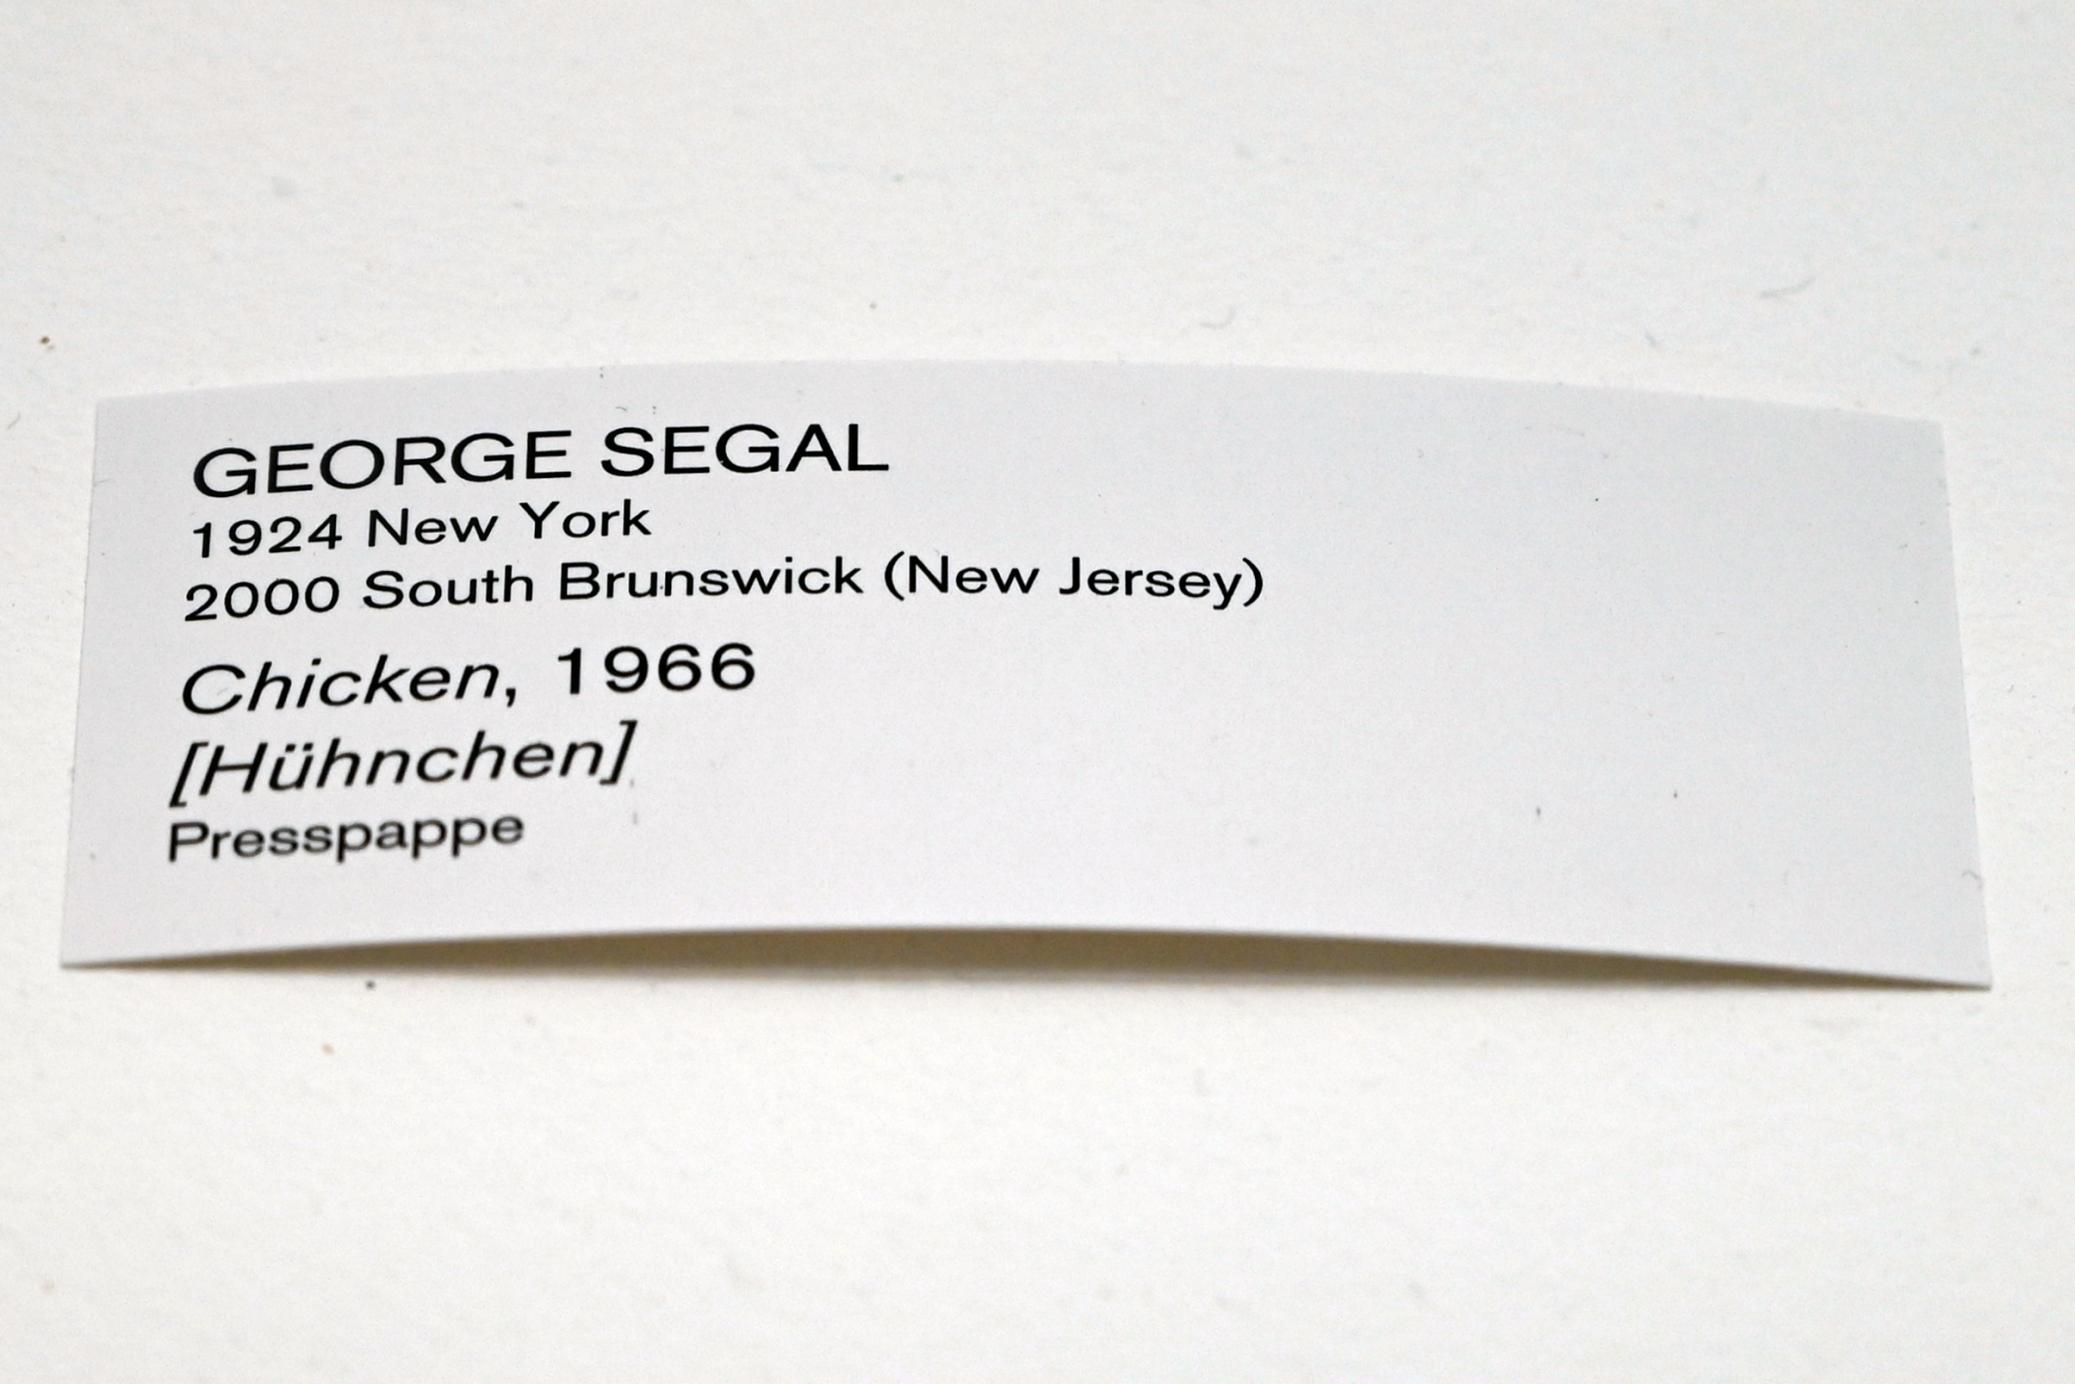 GEORGE SEGAL
1924 New York
2000 South Brunswick (New Jersey)
Chicken, 1966
[Hühnchen]
Presspappe